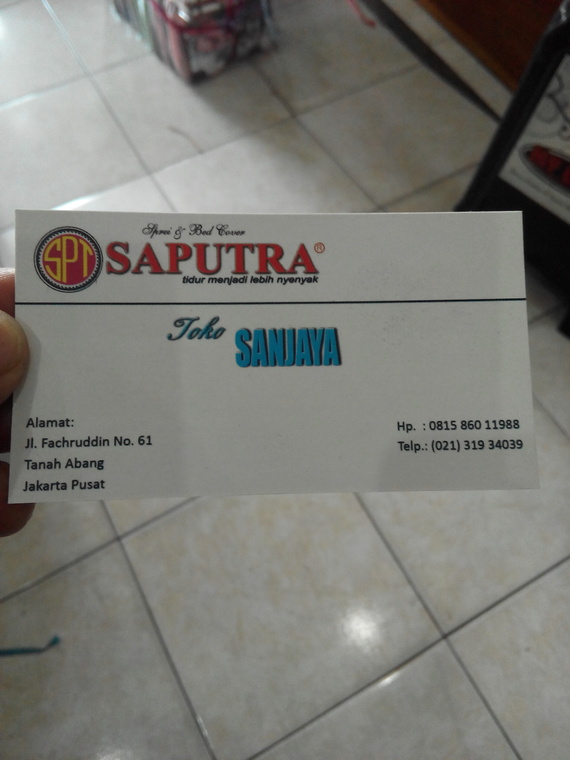 Sprei & Bed Cover
SPT
SAPUTRA®
tidur menjadi lebih nyenyak
Toko SANJAYA
Alamat:
Jl. Fachruddin No. 61
Tanah Abang
Jakarta Pusat
Hp. : 0815 860 11988
Telp.: (021) 319 34039